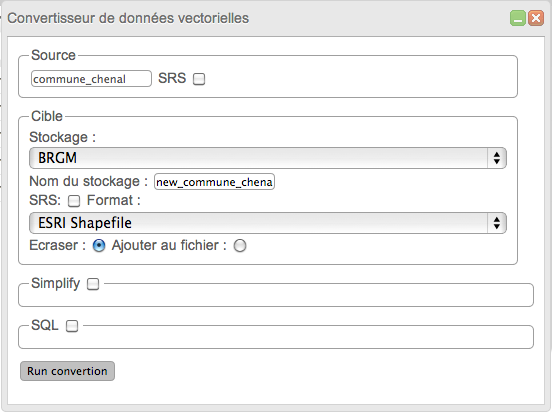 Convertisseur de données vectorielles
Source
commune_chenal SRS
Cible
Stockage :
BRGM
Nom du stockage : new_commune_chena
SRS: Format :
ESRI Shapefile
Ecraser : Ajouter au fichier :
Simplify
SQL
Run convertion